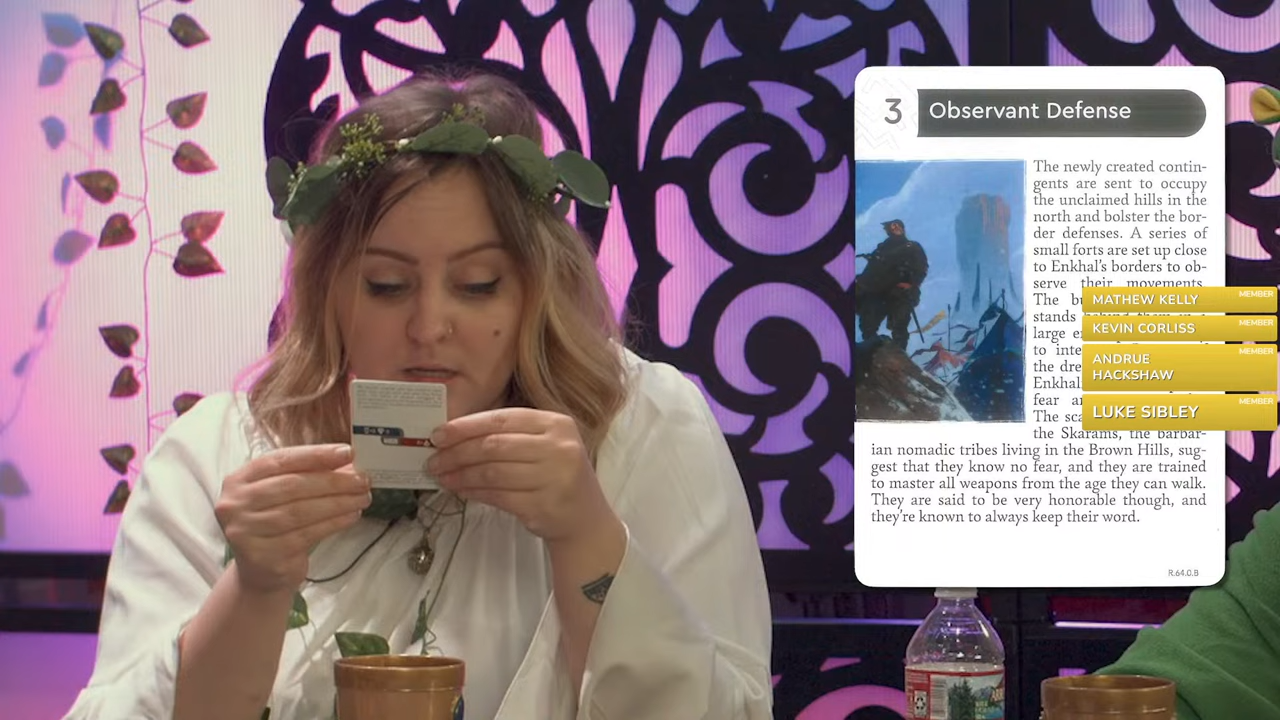 3 Observant Defense
The newly created contin-
gents are sent to occupy
the unclaimed hills in the
north and bolster the bor-
der defenses. A series of
small forts are set up close
to Enkhal's borders to ob-
serve their movements.
The
stands behind them
large
to
the
Enkhal
fear
The
the Skarams, the barbar-
ian nomadic tribes living in the Brown Hills, sug-
gest that they know no fear, and they are trained
to master all weapons from the age they can walk.
They are said to be very honorable though, and
they're known to always keep their word.
R.64.0.B
MATHEW KELLY MEMBER
KEVIN CORLISS MEMBER
ANDRUE MEMBER
HACKSHAW
LUKE SIBLEY MEMBER